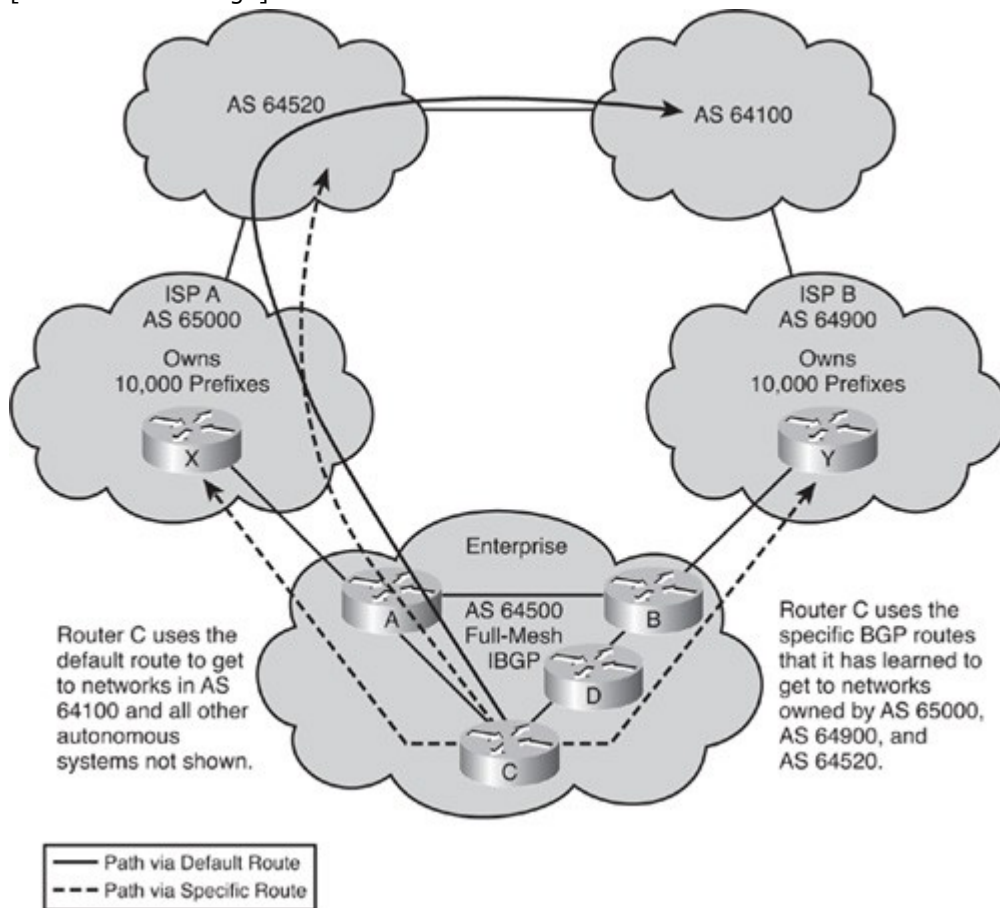 AS 64520
AS 64100
ISP A
AS 65000
Owns
10,000 Prefixes
X
ISP B
AS 64900
Owns
10,000 Prefixes
Y
Enterprise
A
AS 64500
Full-Mesh
IBGP
B
D
C
Router C uses the
default route to get
to networks in AS
64100 and all other
autonomous
systems not shown.
Router C uses the
specific BGP routes
that it has learned to
get to networks
owned by AS 65000,
AS 64900, and
AS 64520.
Path via Default Route
Path via Specific Route